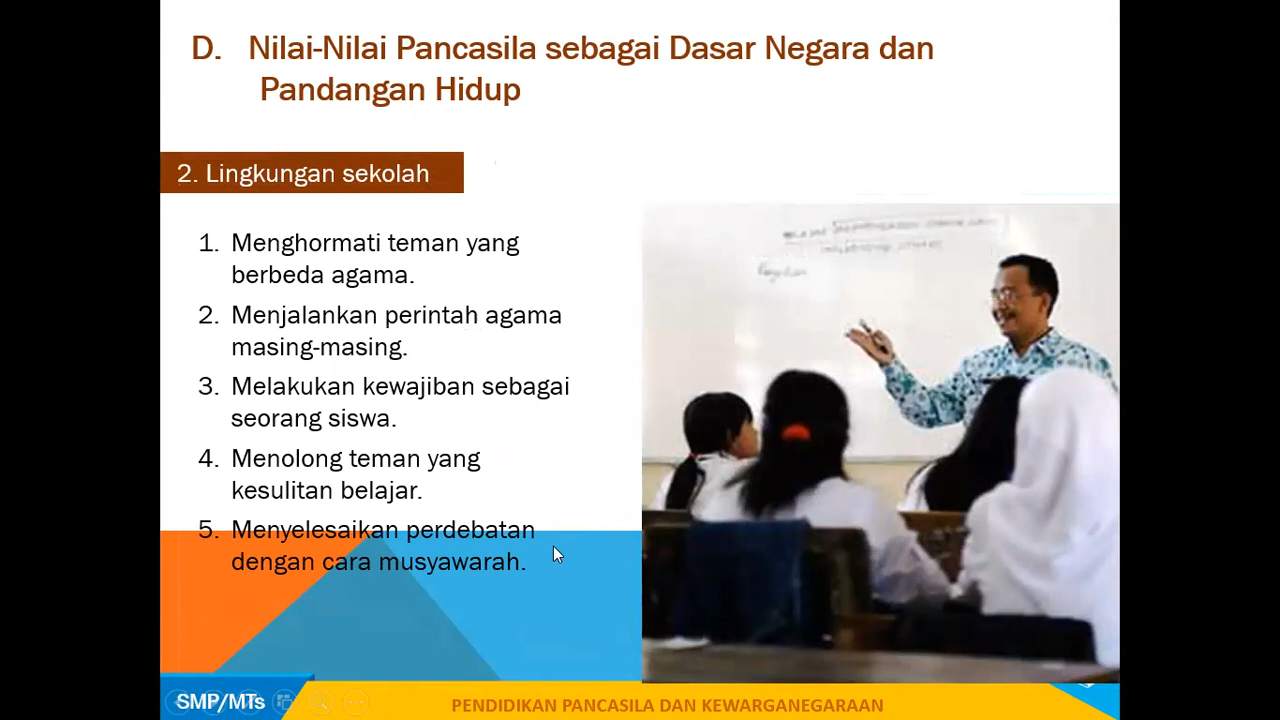 D. Nilai-Nilai Pancasila sebagai Dasar Negara dan
Pandangan Hidup
2. Lingkungan sekolah
1. Menghormati teman yang
berbeda agama.
2. Menjalankan perintah agama
masing-masing.
3. Melakukan kewajiban sebagai
seorang siswa.
4. Menolong teman yang
kesulitan belajar.
5. Menyelesaikan perdebatan
dengan cara musyawarah.
SMP/MTs
PENDIDIKAN PANCASILA DAN KEWARGANEGARAAN